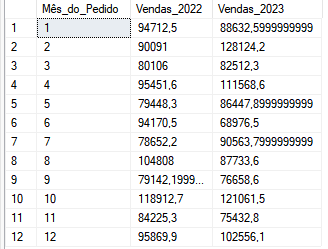 Mês_do_Pedido Vendas_2022 Vendas_2023
1 1 94712,5 88632,5999999999
2 2 90091 128124,2
3 3 80106 82512,3
4 4 95451,6 111568,6
5 5 79448,3 86447,8999999999
6 6 94170,5 68976,5
7 7 78652,2 90563,7999999999
8 8 104808 87733,6
9 9 79142,1999... 76658,6
10 10 118912,7 121061,5
11 11 84225,3 75432,8
12 12 95869,9 102556,1